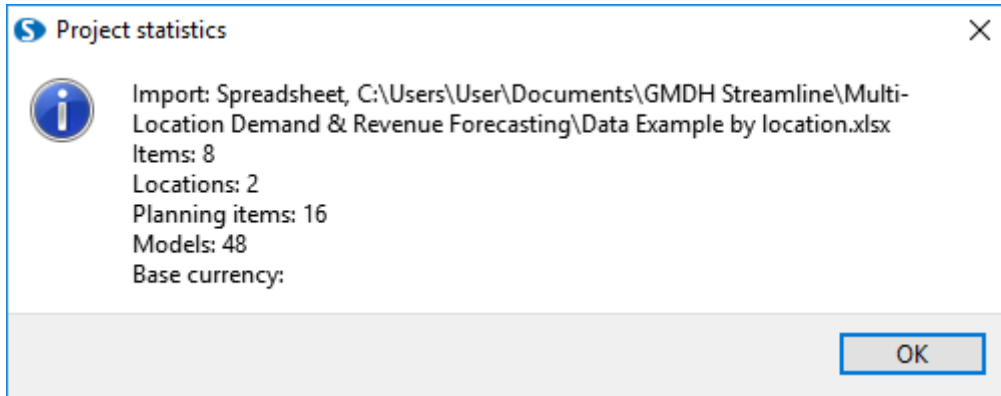 Project statistics
Import: Spreadsheet, C:\Users\User\Documents\GMDH Streamline\Multi-
Location Demand & Revenue Forecasting\Data Example by location.xlsx
Items: 8
Locations: 2
Planning items: 16
Models: 48
Base currency:
OK